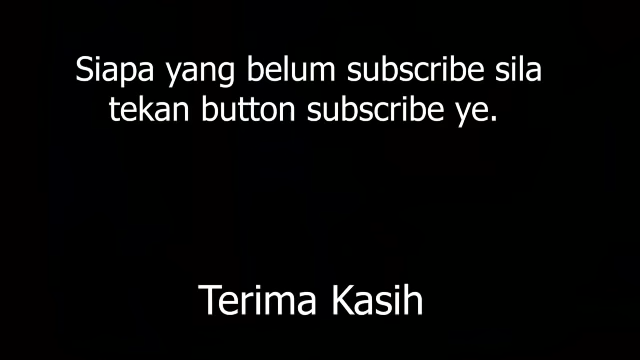 Siapa yang belum subscribe sila
tekan button subscribe ye.
Terima Kasih